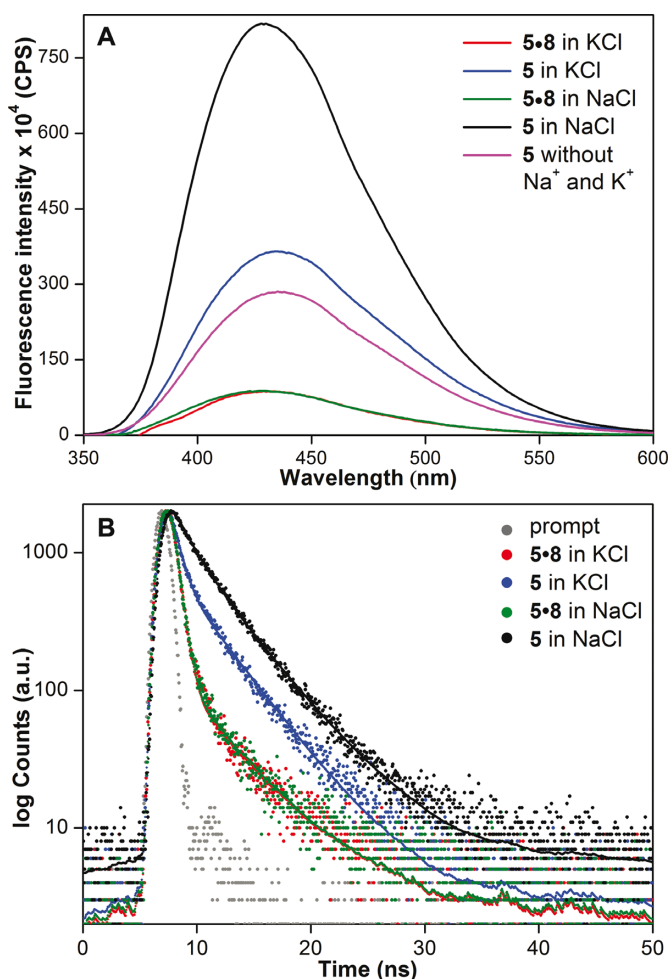 A
5•8 in KCl
5 in KCl
5•8 in NaCl
5 in NaCl
5 without
Na⁺ and K⁺
Fluorescence intensity x 10⁴ (CPS)
750
600
450
300
150
0
350 400 450 500 550 600
Wavelength (nm)
B
prompt
5•8 in KCl
5 in KCl
5•8 in NaCl
5 in NaCl
log Counts (a.u.)
1000
100
10
0 10 20 30 40 50
Time (ns)